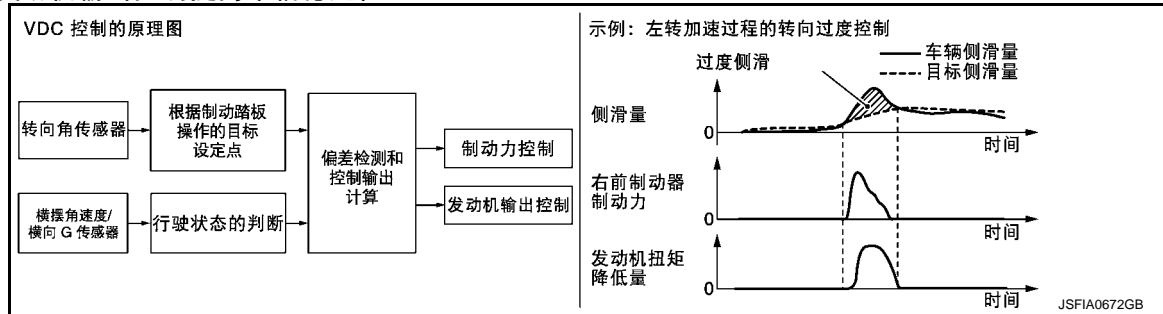 VDC 控制的原理图
转向角传感器
根据制动踏板
操作的目标
设定点
偏差检测和
控制输出
计算
制动力控制
发动机输出控制
横摆角速度/
横向 G 传感器
行驶状态的判断
示例：左转加速过程的转向过度控制
过度侧滑
车辆侧滑量
目标侧滑量
侧滑量
0
时间
右前制动器
制动力
0
时间
发动机扭矩
降低量
0
时间
JSFIA0672GB